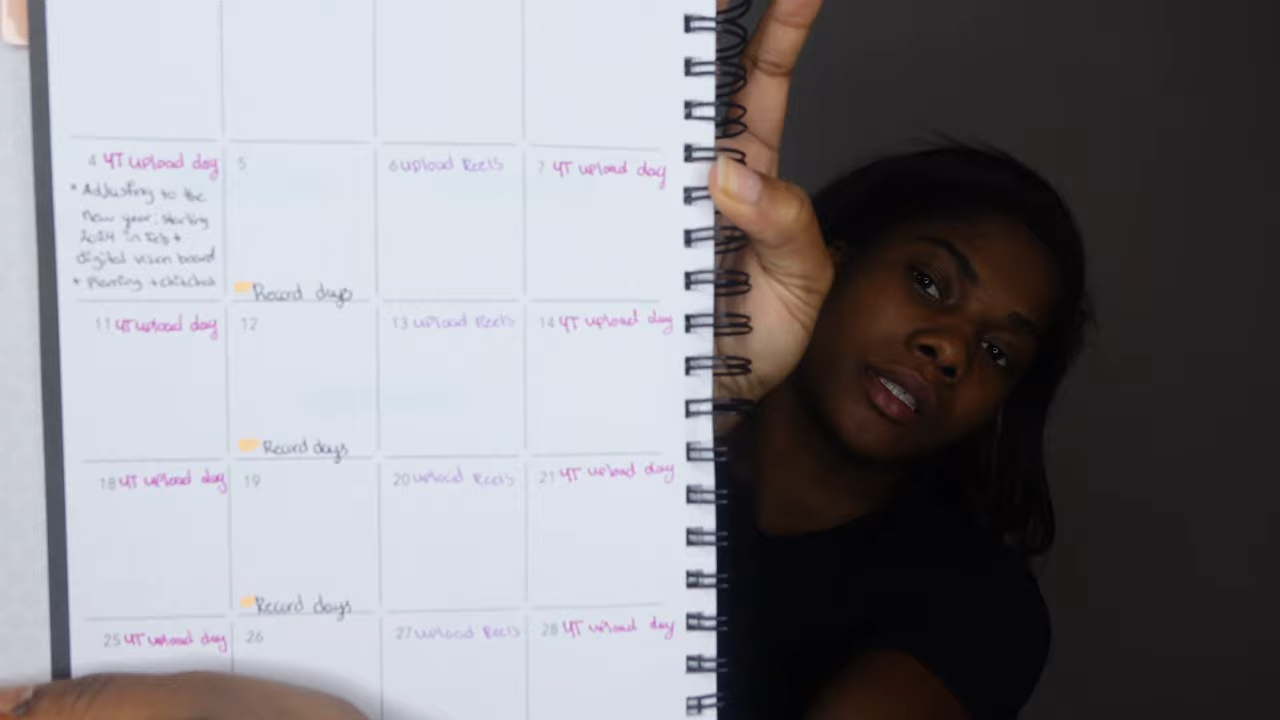 4 YT upload day
• Adjusting to the
new year: starting
2024 in Feb +
digital vision board
+ planning +
5
Record days
6 upload Reels
7 YT upload day
11 YT upload day
12
Record days
13 upload Reels
14 YT upload day
18 YT upload day
19
Record days
20 upload Reels
21 YT upload day
25 YT upload day
26
27 upload Reels
28 YT upload day